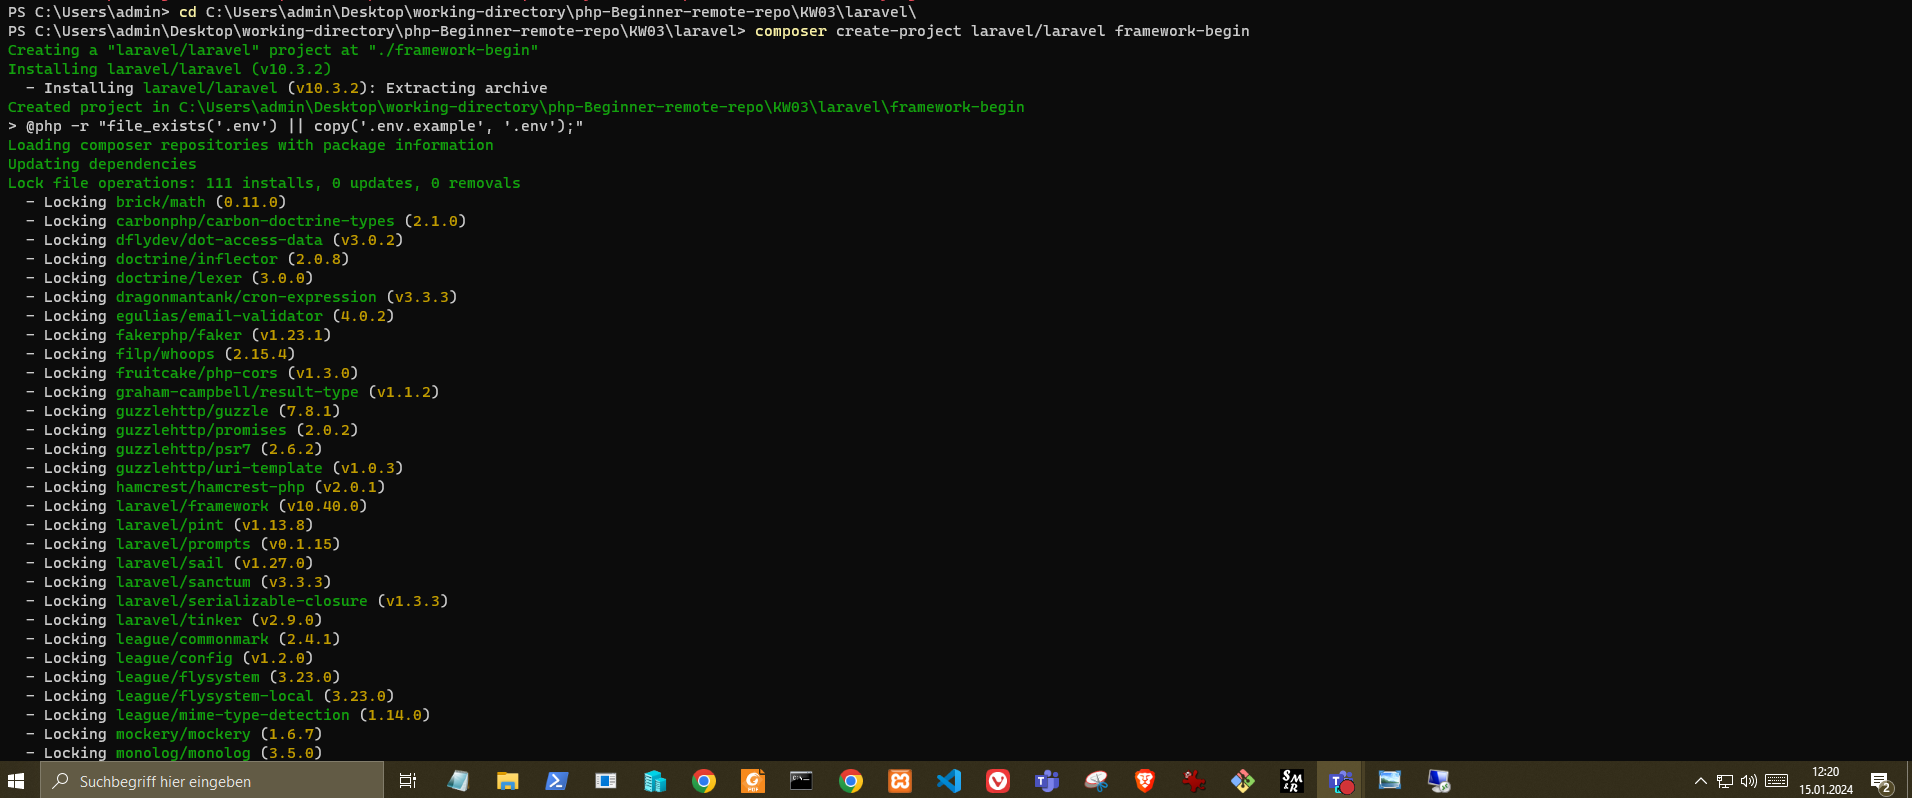 PS C:\Users\admin> cd C:\Users\admin\Desktop\working-directory\php-Beginner-remote-repo\KW03\laravel\
PS C:\Users\admin\Desktop\working-directory\php-Beginner-remote-repo\KW03\laravel> composer create-project laravel/laravel framework-begin
Creating a "laravel/laravel" project at "./framework-begin"
Installing laravel/laravel (v10.3.2)
  - Installing laravel/laravel (v10.3.2): Extracting archive
Created project in C:\Users\admin\Desktop\working-directory\php-Beginner-remote-repo\KW03\laravel\framework-begin
> @php -r "file_exists('.env') || copy('.env.example', '.env');"
Loading composer repositories with package information
Updating dependencies
Lock file operations: 111 installs, 0 updates, 0 removals
  - Locking brick/math (0.11.0)
  - Locking carbonphp/carbon-doctrine-types (2.1.0)
  - Locking dflydev/dot-access-data (v3.0.2)
  - Locking doctrine/inflector (2.0.8)
  - Locking doctrine/lexer (3.0.0)
  - Locking dragonmantank/cron-expression (v3.3.3)
  - Locking egulias/email-validator (4.0.2)
  - Locking fakerphp/faker (v1.23.1)
  - Locking filp/whoops (2.15.4)
  - Locking fruitcake/php-cors (v1.3.0)
  - Locking graham-campbell/result-type (v1.1.2)
  - Locking guzzlehttp/guzzle (7.8.1)
  - Locking guzzlehttp/promises (2.0.2)
  - Locking guzzlehttp/psr7 (2.6.2)
  - Locking guzzlehttp/uri-template (v1.0.3)
  - Locking hamcrest/hamcrest-php (v2.0.1)
  - Locking laravel/framework (v10.40.0)
  - Locking laravel/pint (v1.13.8)
  - Locking laravel/prompts (v0.1.15)
  - Locking laravel/sail (v1.27.0)
  - Locking laravel/sanctum (v3.3.3)
  - Locking laravel/serializable-closure (v1.3.3)
  - Locking laravel/tinker (v2.9.0)
  - Locking league/commonmark (2.4.1)
  - Locking league/config (v1.2.0)
  - Locking league/flysystem (3.23.0)
  - Locking league/flysystem-local (3.23.0)
  - Locking league/mime-type-detection (1.14.0)
  - Locking mockery/mockery (1.6.7)
  - Locking monolog/monolog (3.5.0)
Suchbegriff hier eingeben
12:20
15.01.2024
2